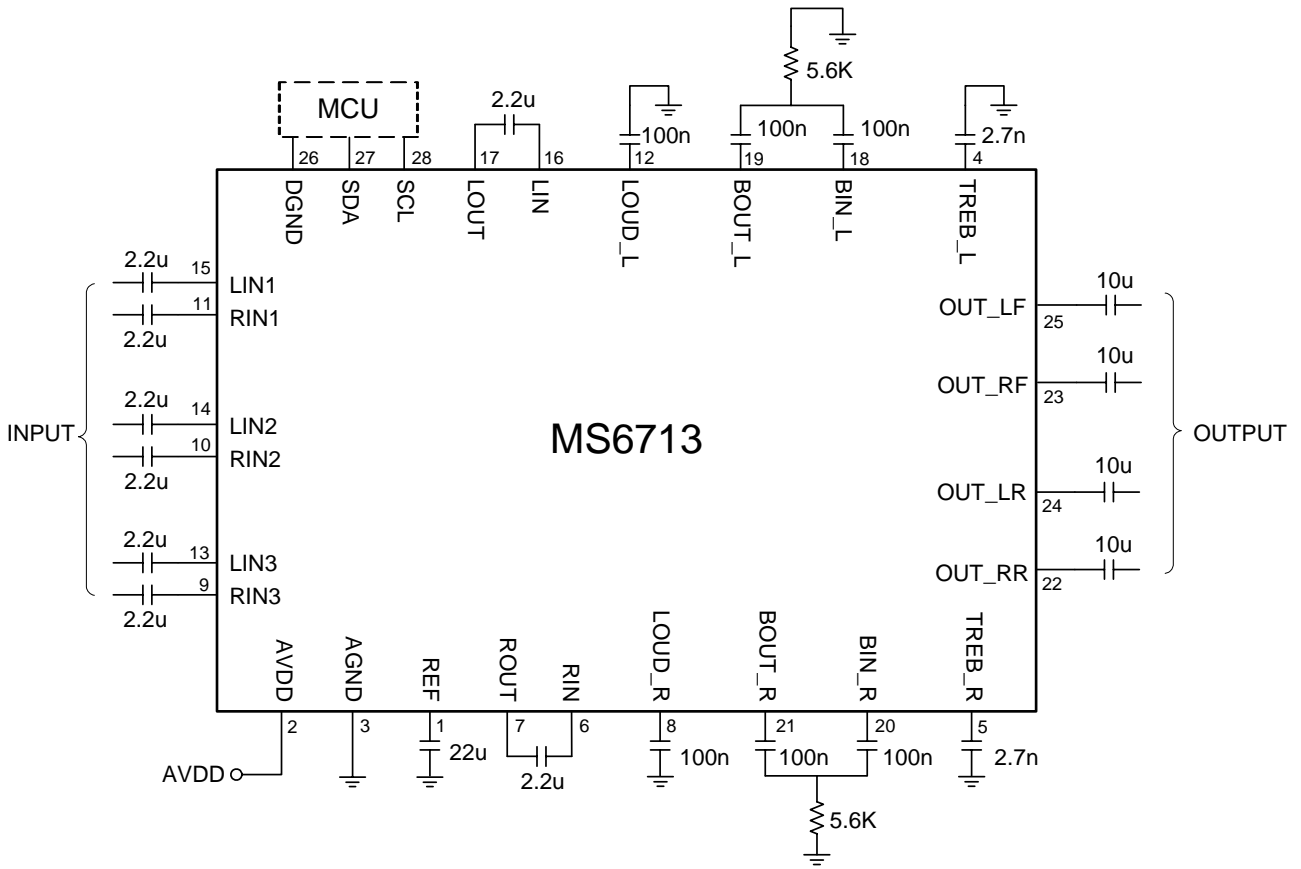 5.6K
MCU
2.2u
100n
100n
100n
2.7n
26
27
28
17
16
12
19
18
4
DGND
SDA
SCL
LOUT
LIN
LOUD_L
BOUT_L
BIN_L
TREB_L
2.2u
15
LIN1
11
RIN1
2.2u
10u
OUT_LF
25
10u
OUT_RF
23
INPUT
2.2u
14
LIN2
10
RIN2
2.2u
MS6713
OUTPUT
10u
OUT_LR
24
10u
OUT_RR
22
2.2u
13
LIN3
9
RIN3
2.2u
AVDD
AGND
REF
ROUT
RIN
LOUD_R
BOUT_R
BIN_R
TREB_R
2
3
1
7
6
8
21
20
5
AVDD
22u
2.2u
100n
100n
100n
2.7n
5.6K